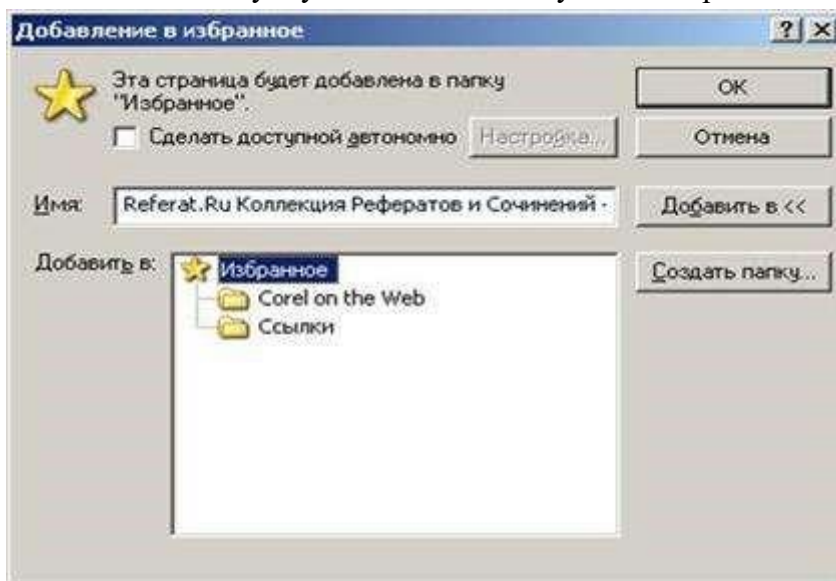 Добавление в избранное
Эта страница будет добавлена в папку
"Избранное".
ОК
Сделать доступной автономно
Настройка...
Отмена
Имя:
Referat.Ru Коллекция Рефератов и Сочинений -
Добавить в <<
Добавить в:
Избранное
Создать папку...
Corel on the Web
Ссылки